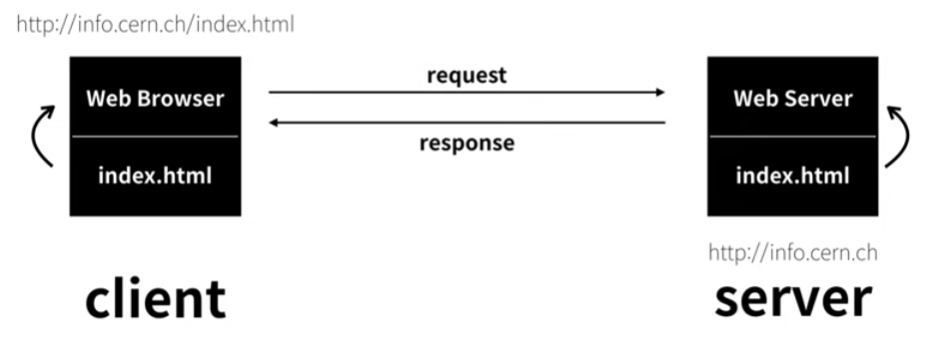 http://info.cern.ch/index.html
Web Browser
index.html
request
response
Web Server
index.html
http://info.cern.ch
client
server